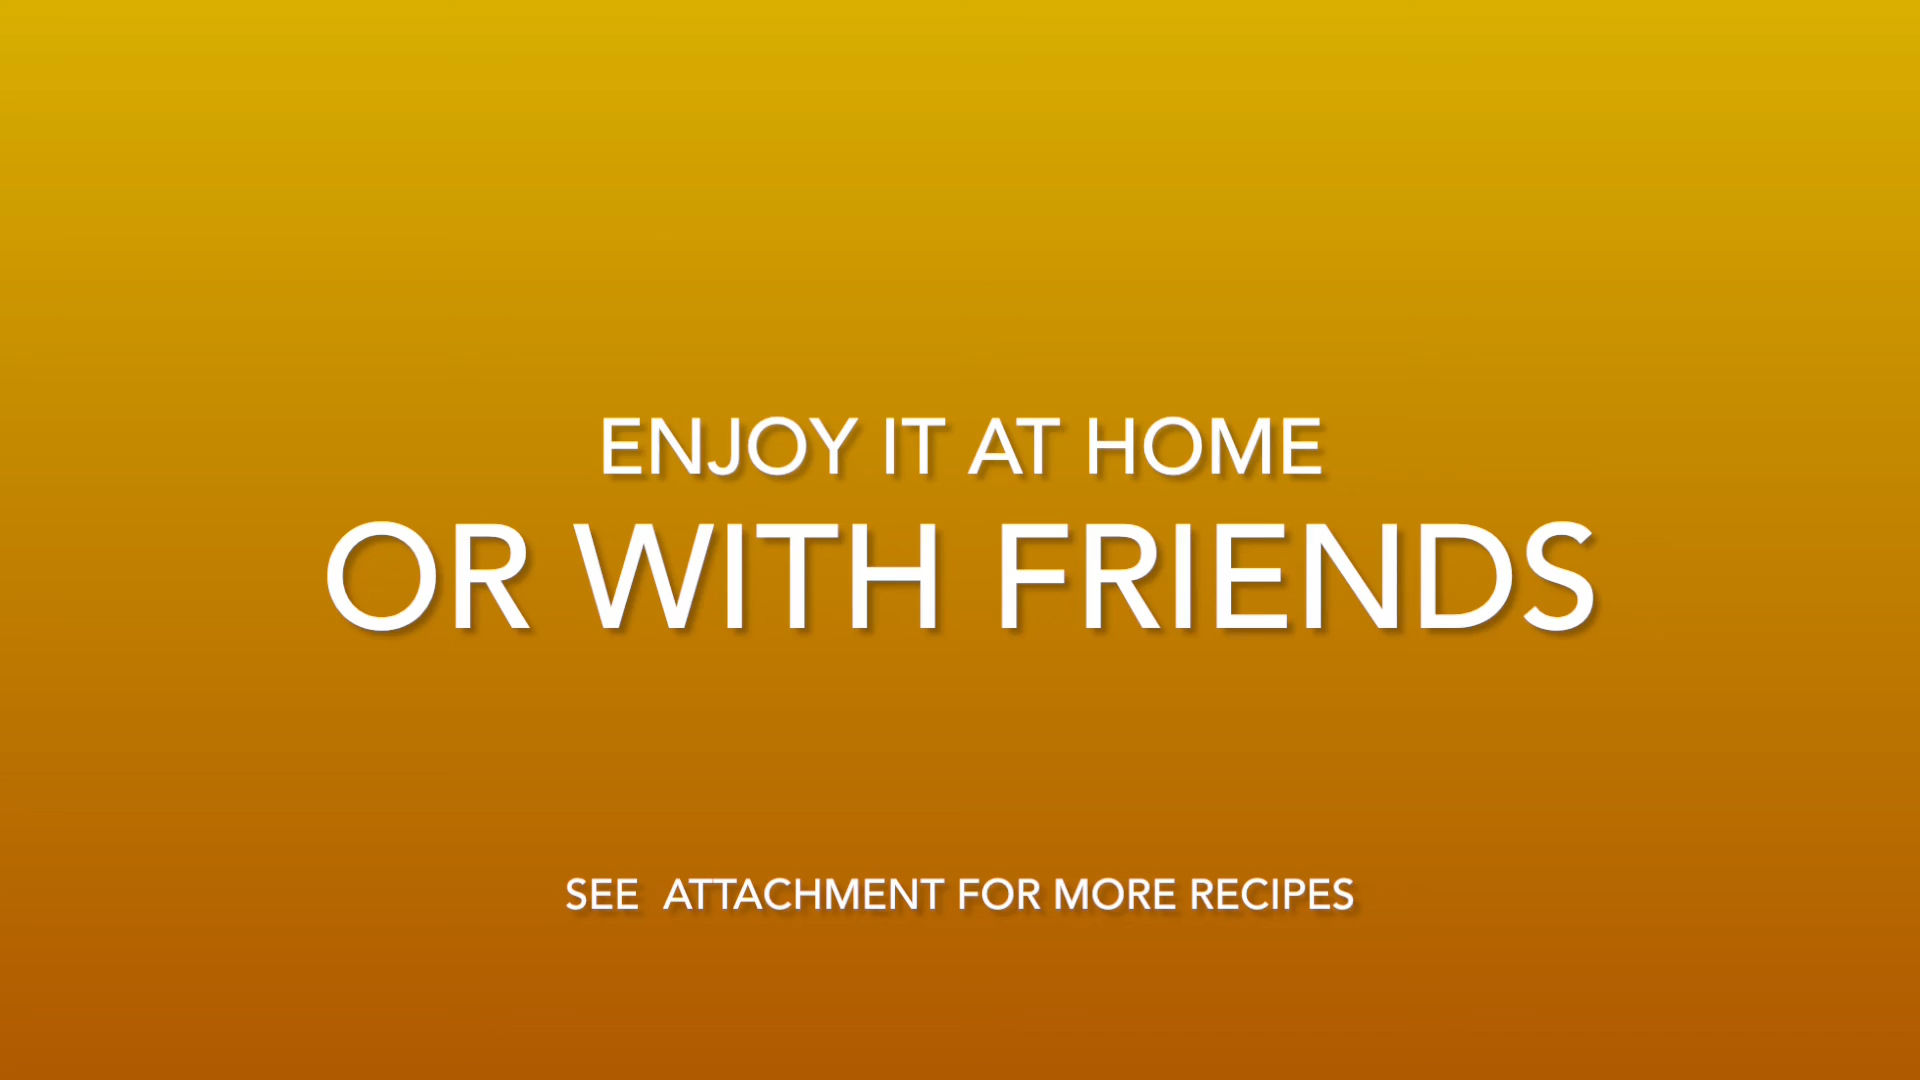 ENJOY IT AT HOME
OR WITH FRIENDS
SEE  ATTACHMENT FOR MORE RECIPES